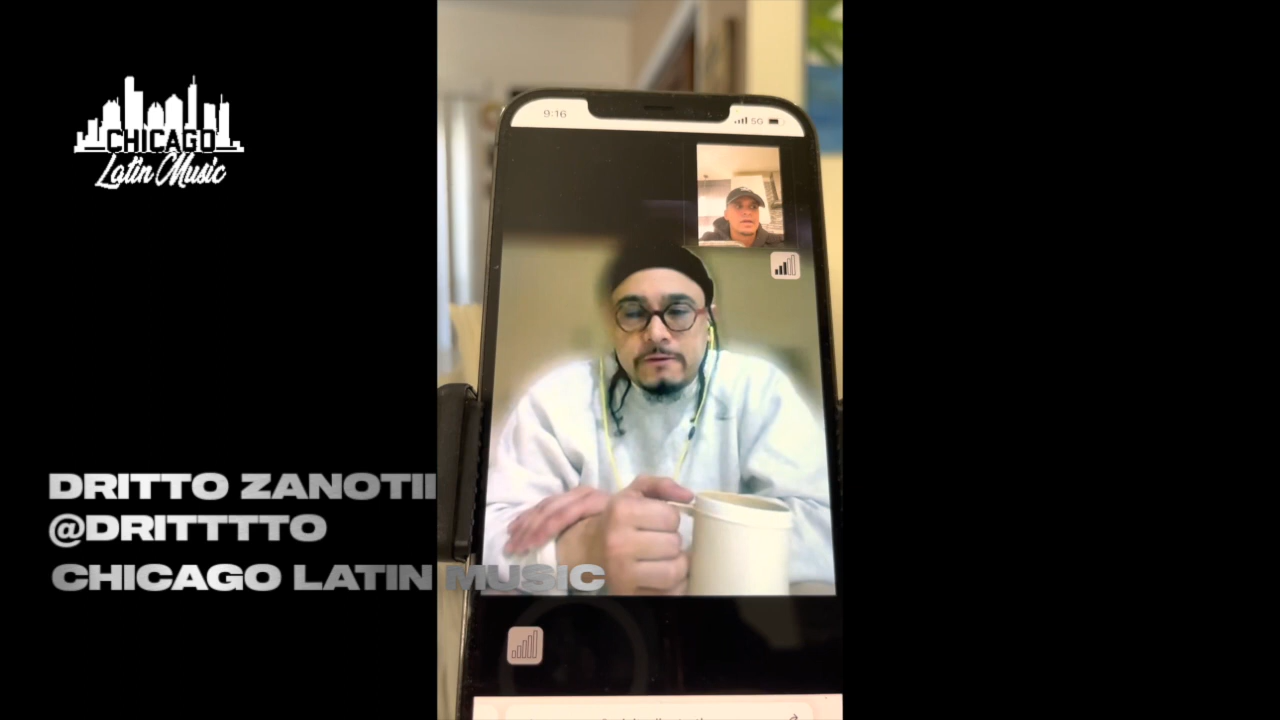 CHICAGO
Latin Music
9:16
5G
DRITTO ZANOTII
@DRITTTTO
CHICAGO LATIN MUSIC